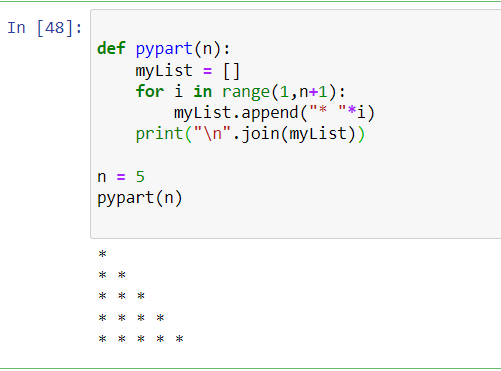 In [48]:
def pypart(n):
    myList = []
    for i in range(1,n+1):
        myList.append("* "*i)
    print("\n".join(myList))

n = 5
pypart(n)

*
* *
* * *
* * * *
* * * * *